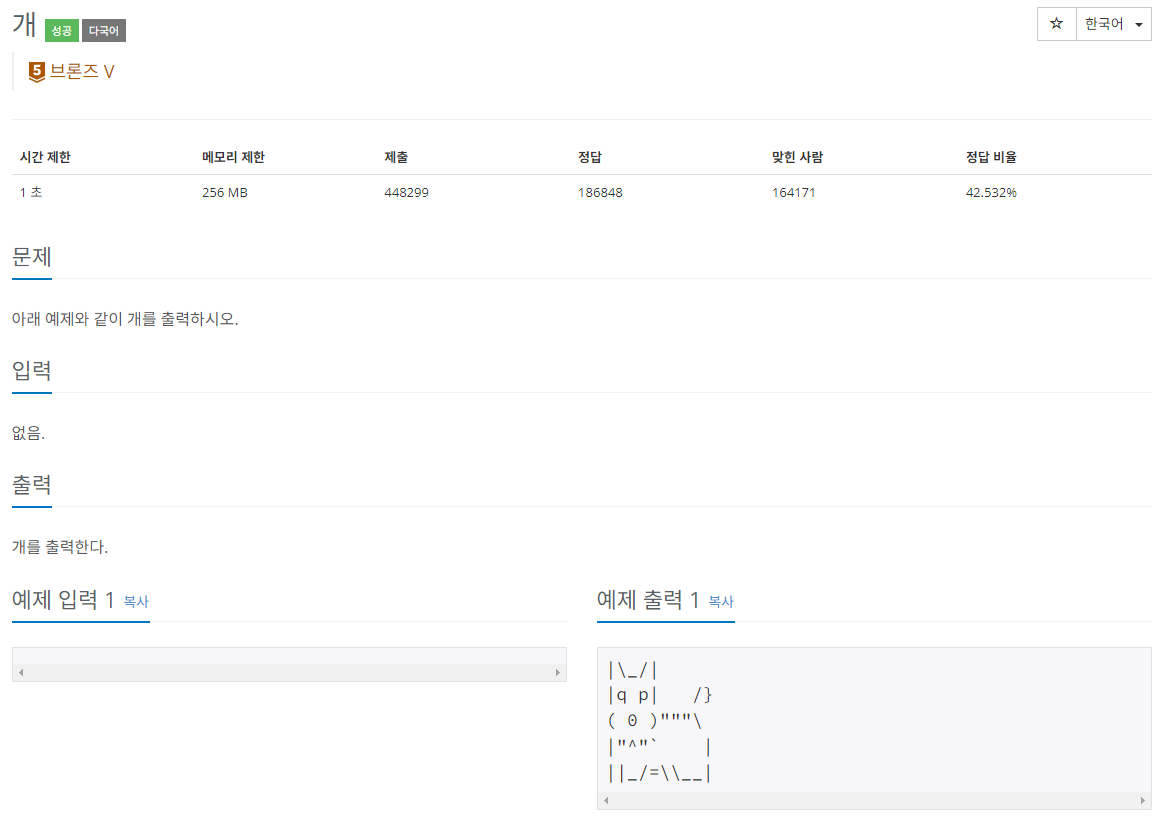 개 성공 다국어
☆ 한국어
5 브론즈 V
시간 제한 메모리 제한 제출 정답 맞힌 사람 정답 비율
1 초 256 MB 448299 186848 164171 42.532%
문제
아래 예제와 같이 개를 출력하시오.
입력
없음.
출력
개를 출력한다.
예제 입력 1 복사
예제 출력 1 복사
|\_/|
|q p|   /}
( 0 )"""\
|"^"`    |
||_/=\\__|